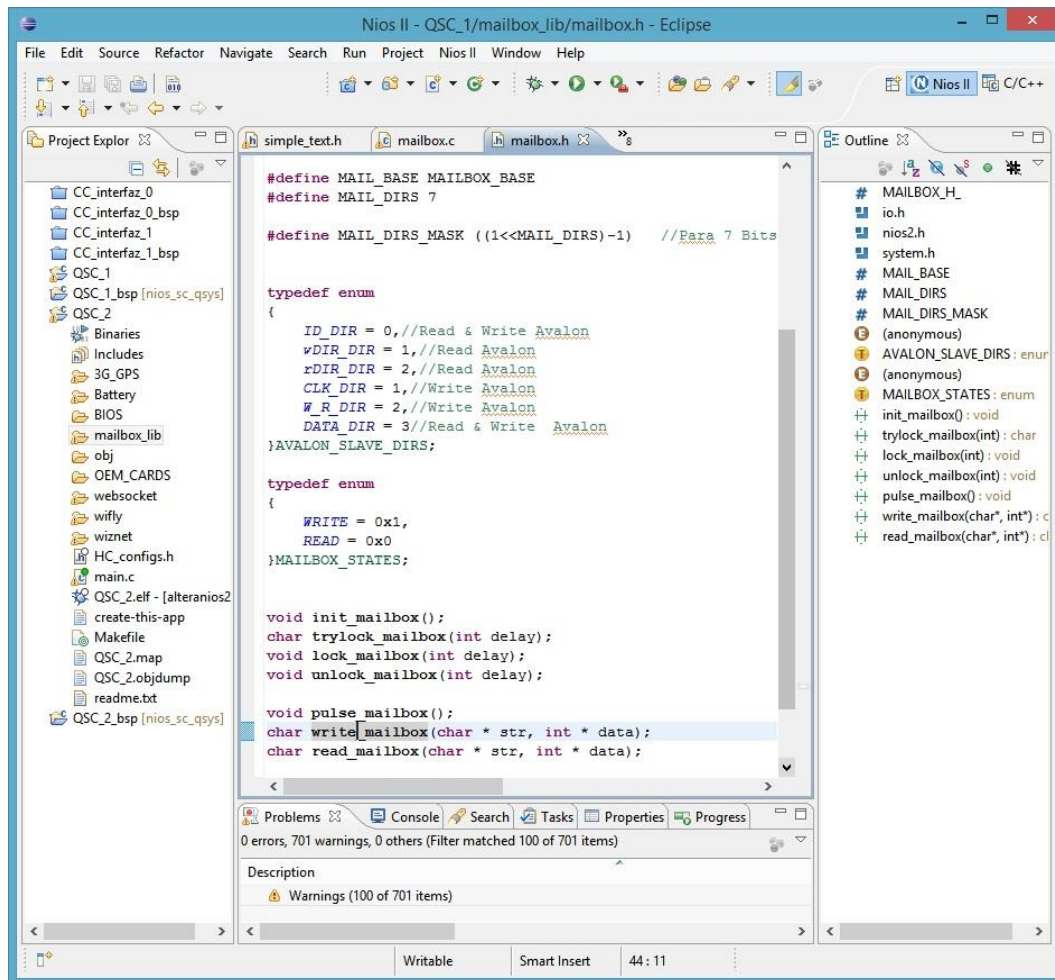 Nios II - QSC_1/mailbox_lib/mailbox.h - Eclipse
File Edit Source Refactor Navigate Search Run Project Nios II Window Help
Nios II C/C++
Project Explor
CC_interfaz_0
CC_interfaz_0_bsp
CC_interfaz_1
CC_interfaz_1_bsp
QSC_1
QSC_1_bsp [nios_sc_qsys]
QSC_2
Binaries
Includes
3G_GPS
Battery
BIOS
mailbox_lib
obj
OEM_CARDS
websocket
wifly
wiznet
HC_configs.h
main.c
QSC_2.elf - [alteranios2
create-this-app
Makefile
QSC_2.map
QSC_2.objdump
readme.txt
QSC_2_bsp [nios_sc_qsys]
simple_text.h mailbox.c mailbox.h »8
#define MAIL_BASE MAILBOX_BASE
#define MAIL_DIRS 7
#define MAIL_DIRS_MASK ((1<<MAIL_DIRS)-1) //Para 7 Bits
typedef enum
{
ID_DIR = 0,//Read & Write Avalon
wDIR_DIR = 1,//Read Avalon
rDIR_DIR = 2,//Read Avalon
CLK_DIR = 1,//Write Avalon
W_R_DIR = 2,//Write Avalon
DATA_DIR = 3//Read & Write Avalon
}AVALON_SLAVE_DIRS;
typedef enum
{
WRITE = 0x1,
READ = 0x0
}MAILBOX_STATES;
void init_mailbox();
char trylock_mailbox(int delay);
void lock_mailbox(int delay);
void unlock_mailbox(int delay);
void pulse_mailbox();
char write_mailbox(char * str, int * data);
char read_mailbox(char * str, int * data);
Outline
MAILBOX_H_
io.h
nios2.h
system.h
MAIL_BASE
MAIL_DIRS
MAIL_DIRS_MASK
(anonymous)
AVALON_SLAVE_DIRS : enur
(anonymous)
MAILBOX_STATES : enum
init_mailbox() : void
trylock_mailbox(int) : char
lock_mailbox(int) : void
unlock_mailbox(int) : void
pulse_mailbox() : void
write_mailbox(char*, int*) : c
read_mailbox(char*, int*) : cl
Problems Console Search Tasks Properties Progress
0 errors, 701 warnings, 0 others (Filter matched 100 of 701 items)
Description
Warnings (100 of 701 items)
Writable Smart Insert 44 : 11